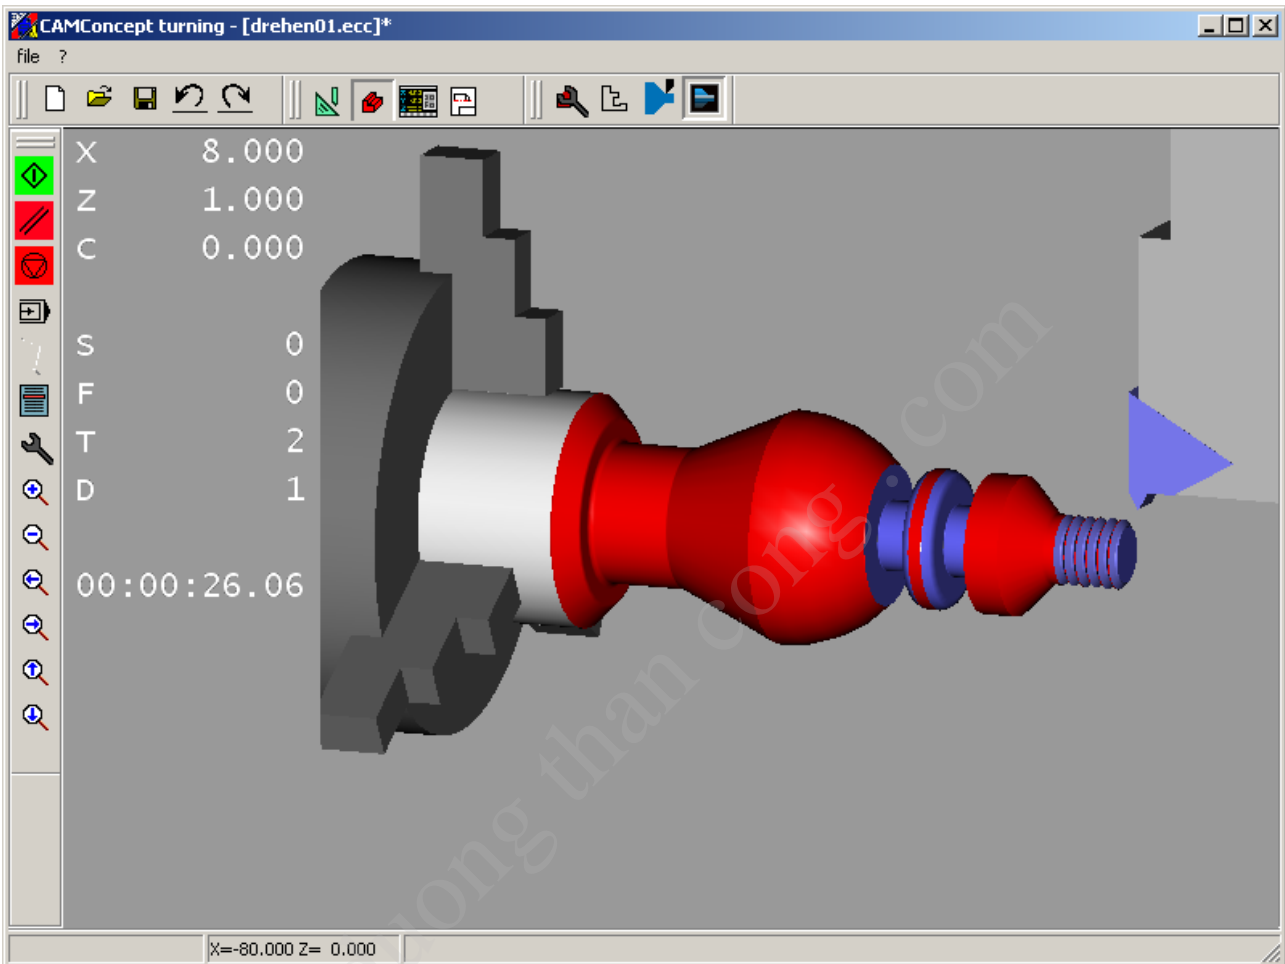 CAMConcept turning - [drehen01.ecc]*
file ?
X 8.000
Z 1.000
C 0.000
S 0
F 0
T 2
D 1
00:00:26.06
cuong than cong . com
X=-80.000 Z= 0.000